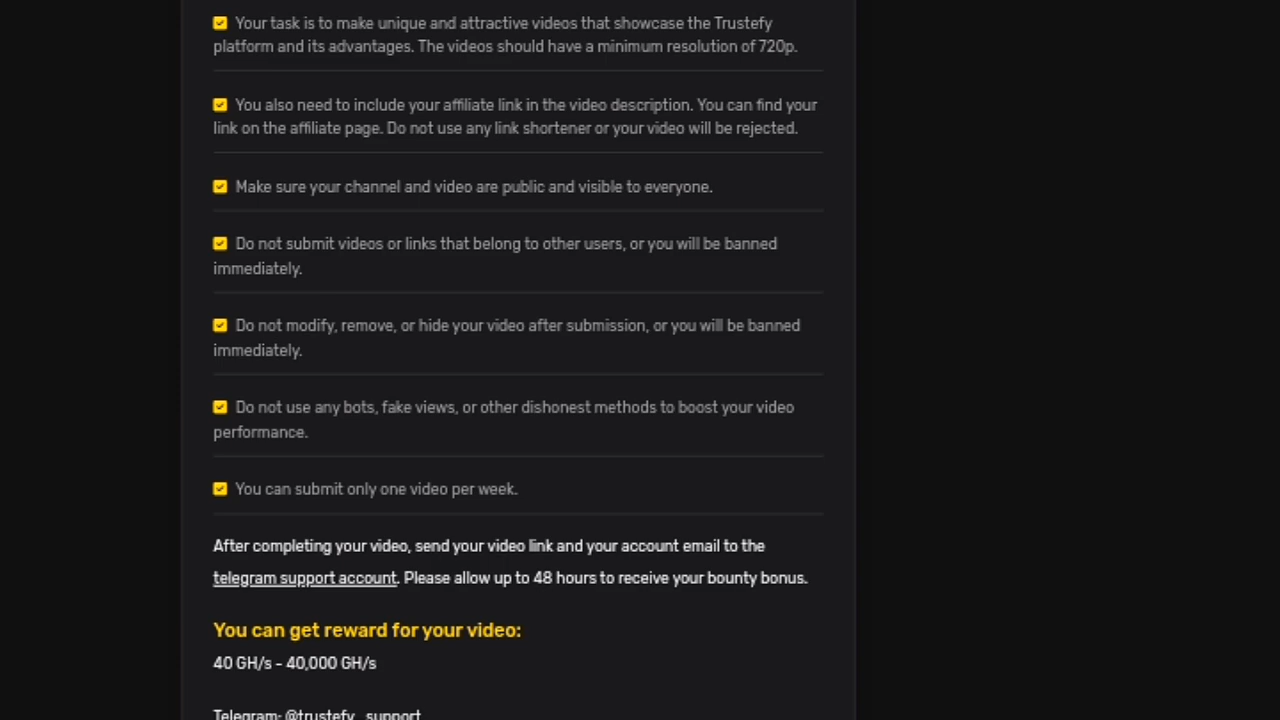 Your task is to make unique and attractive videos that showcase the Trustefy
platform and its advantages. The videos should have a minimum resolution of 720p.
You also need to include your affiliate link in the video description. You can find your
link on the affiliate page. Do not use any link shortener or your video will be rejected.
Make sure your channel and video are public and visible to everyone.
Do not submit videos or links that belong to other users, or you will be banned
immediately.
Do not modify, remove, or hide your video after submission, or you will be banned
immediately.
Do not use any bots, fake views, or other dishonest methods to boost your video
performance.
You can submit only one video per week.
After completing your video, send your video link and your account email to the
telegram support account. Please allow up to 48 hours to receive your bounty bonus.
You can get reward for your video:
40 GH/s - 40,000 GH/s
Telegram: @trustefy_support